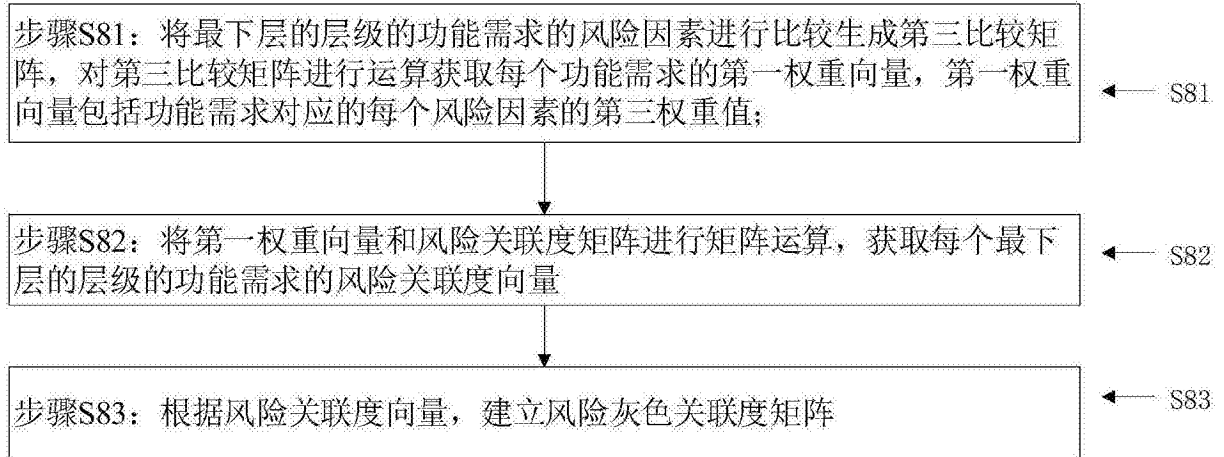 步骤S81：将最下层的层级的功能需求的风险因素进行比较生成第三比较矩
阵，对第三比较矩阵进行运算获取每个功能需求的第一权重向量，第一权重
向量包括功能需求对应的每个风险因素的第三权重值；
S81
步骤S82：将第一权重向量和风险关联度矩阵进行矩阵运算，获取每个最下
层的层级的功能需求的风险关联度向量
S82
步骤S83：根据风险关联度向量，建立风险灰色关联度矩阵
S83